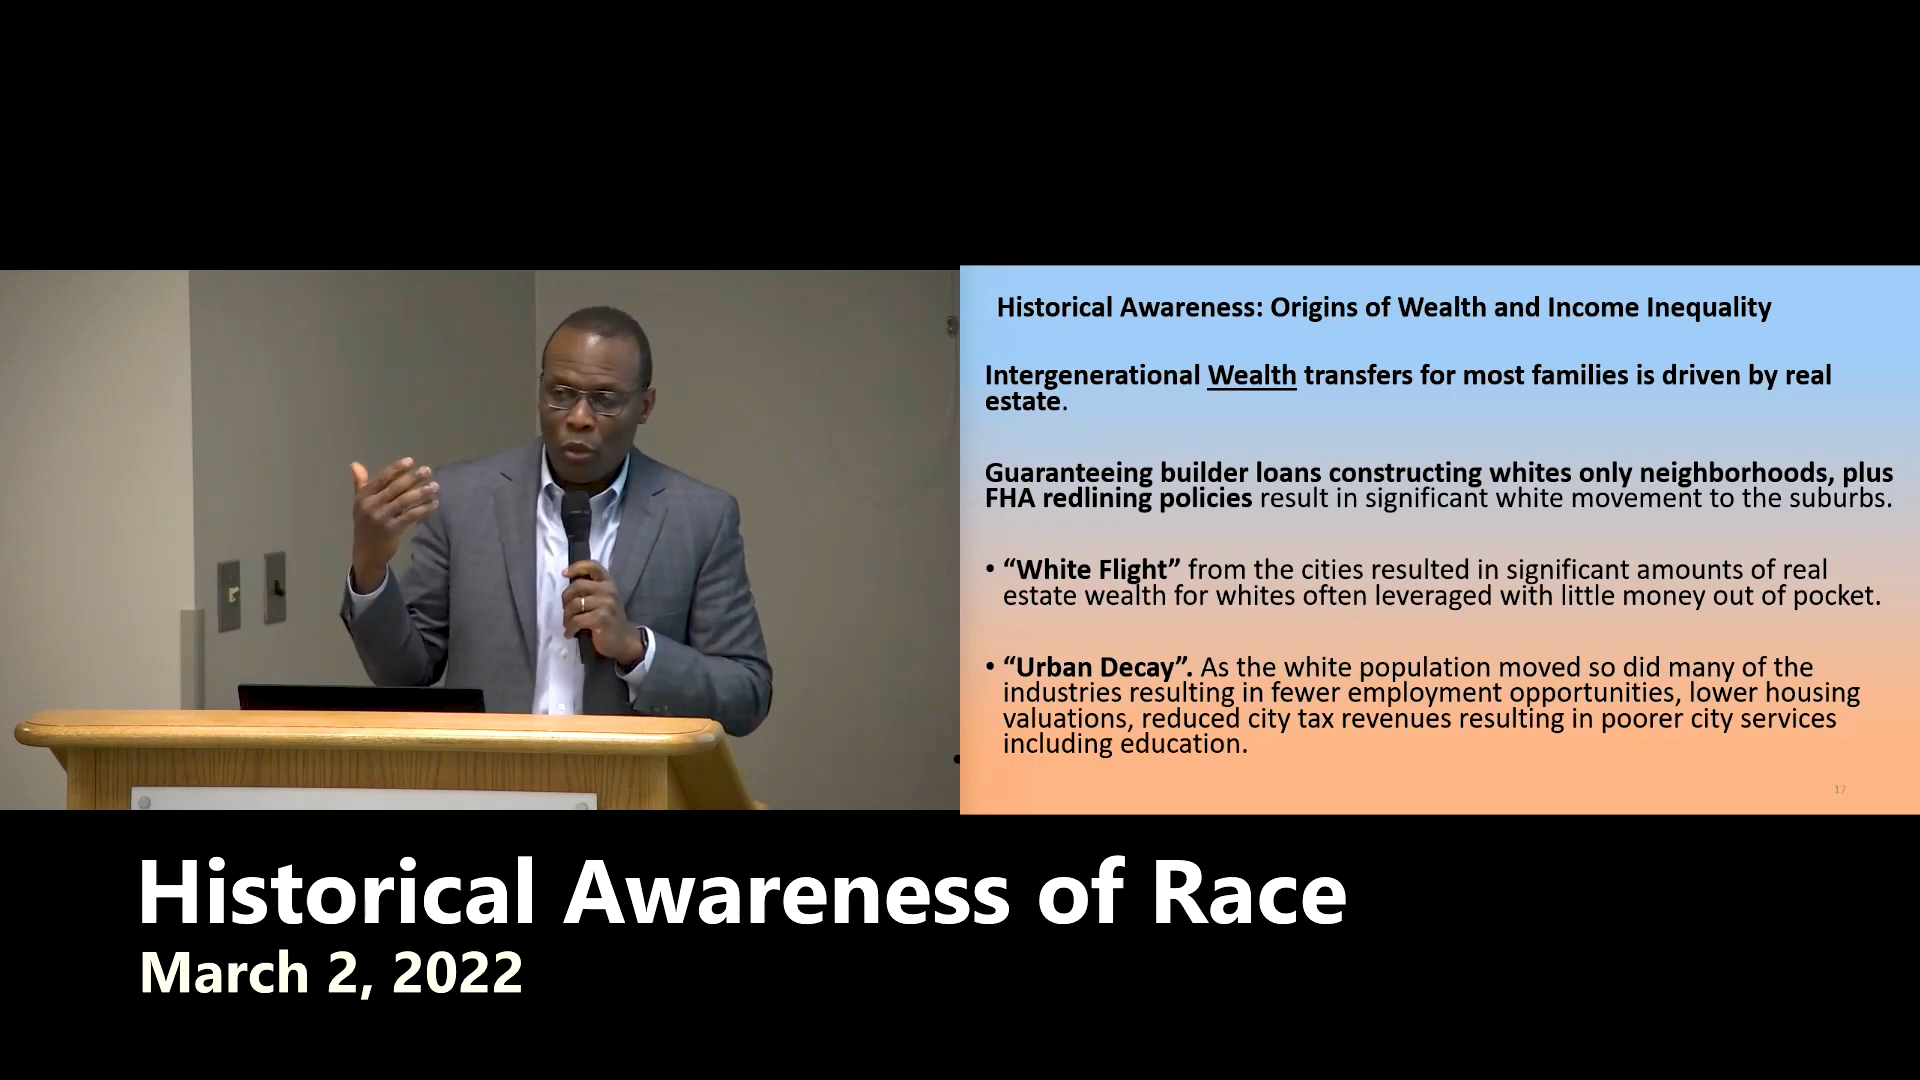 Historical Awareness: Origins of Wealth and Income Inequality
Intergenerational Wealth transfers for most families is driven by real
estate.
Guaranteeing builder loans constructing whites only neighborhoods, plus
FHA redlining policies result in significant white movement to the suburbs.
• “White Flight” from the cities resulted in significant amounts of real
estate wealth for whites often leveraged with little money out of pocket.
• “Urban Decay”. As the white population moved so did many of the
industries resulting in fewer employment opportunities, lower housing
valuations, reduced city tax revenues resulting in poorer city services
including education.
17
Historical Awareness of Race
March 2, 2022